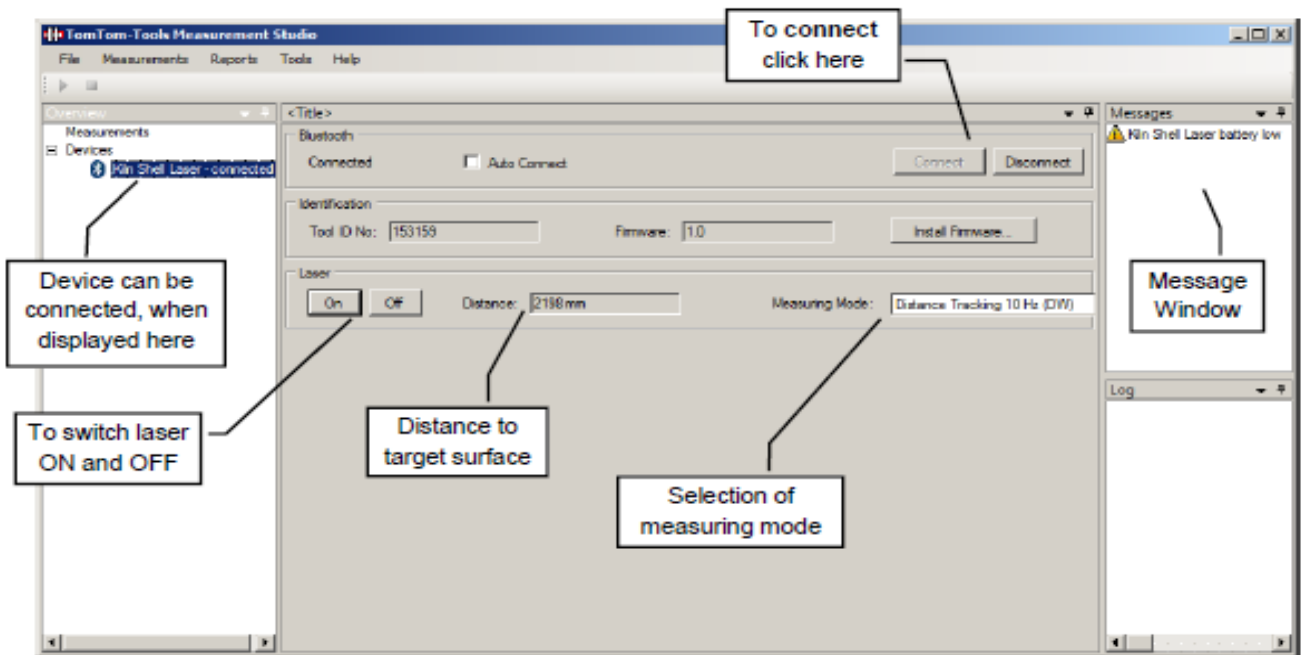 To connect
click here
TomTom-Tools Measurement Studio
File Measurements Reports Tools Help
Overview
<Title>
Messages
Measurements
Devices
Kiln Shell Laser - connected
Bluetooth
Connected Auto Connect Connect Disconnect
Kiln Shell Laser battery low
Identification
Tool ID No: 153159 Firmware: 1.0 Install Firmware...
Laser
On Off Distance: 2198 mm Measuring Mode: Distance Tracking 10 Hz (DW)
Device can be
connected, when
displayed here
Message
Window
Log
To switch laser
ON and OFF
Distance to
target surface
Selection of
measuring mode